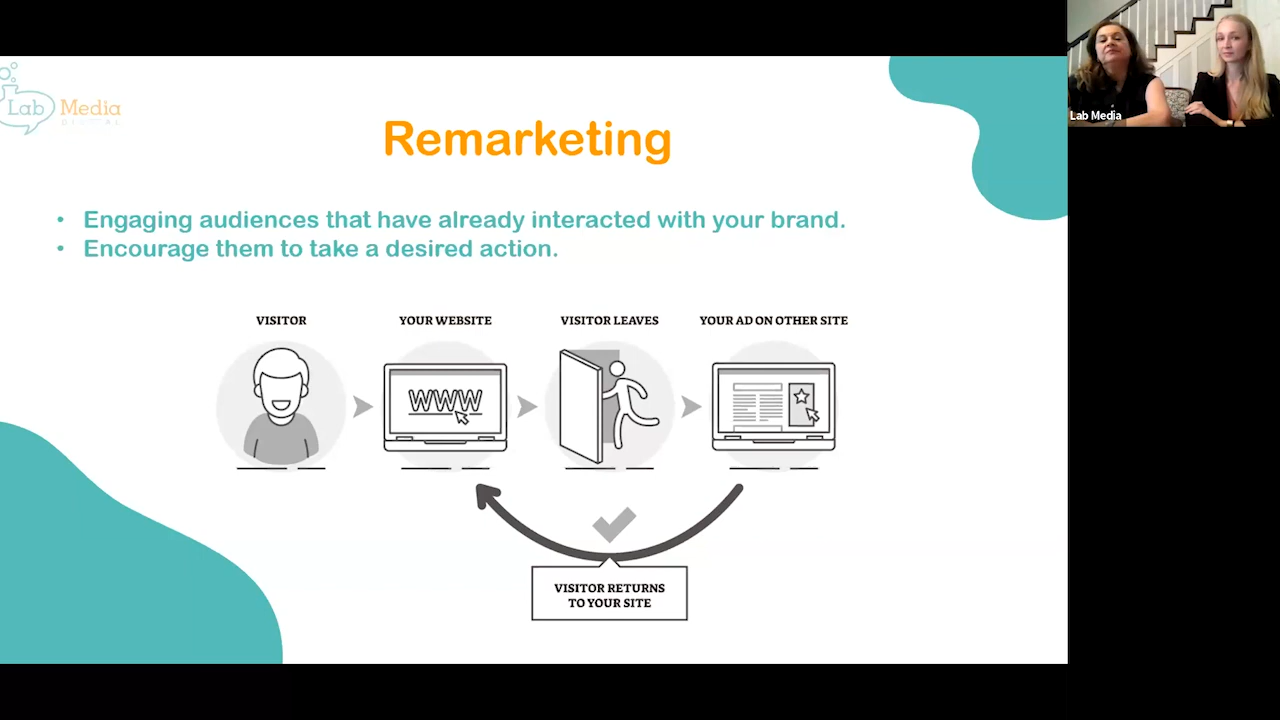 Lab Media
DIGITAL
Remarketing
• Engaging audiences that have already interacted with your brand.
• Encourage them to take a desired action.
VISITOR
YOUR WEBSITE
VISITOR LEAVES
YOUR AD ON OTHER SITE
WWW
VISITOR RETURNS
TO YOUR SITE
Lab Media